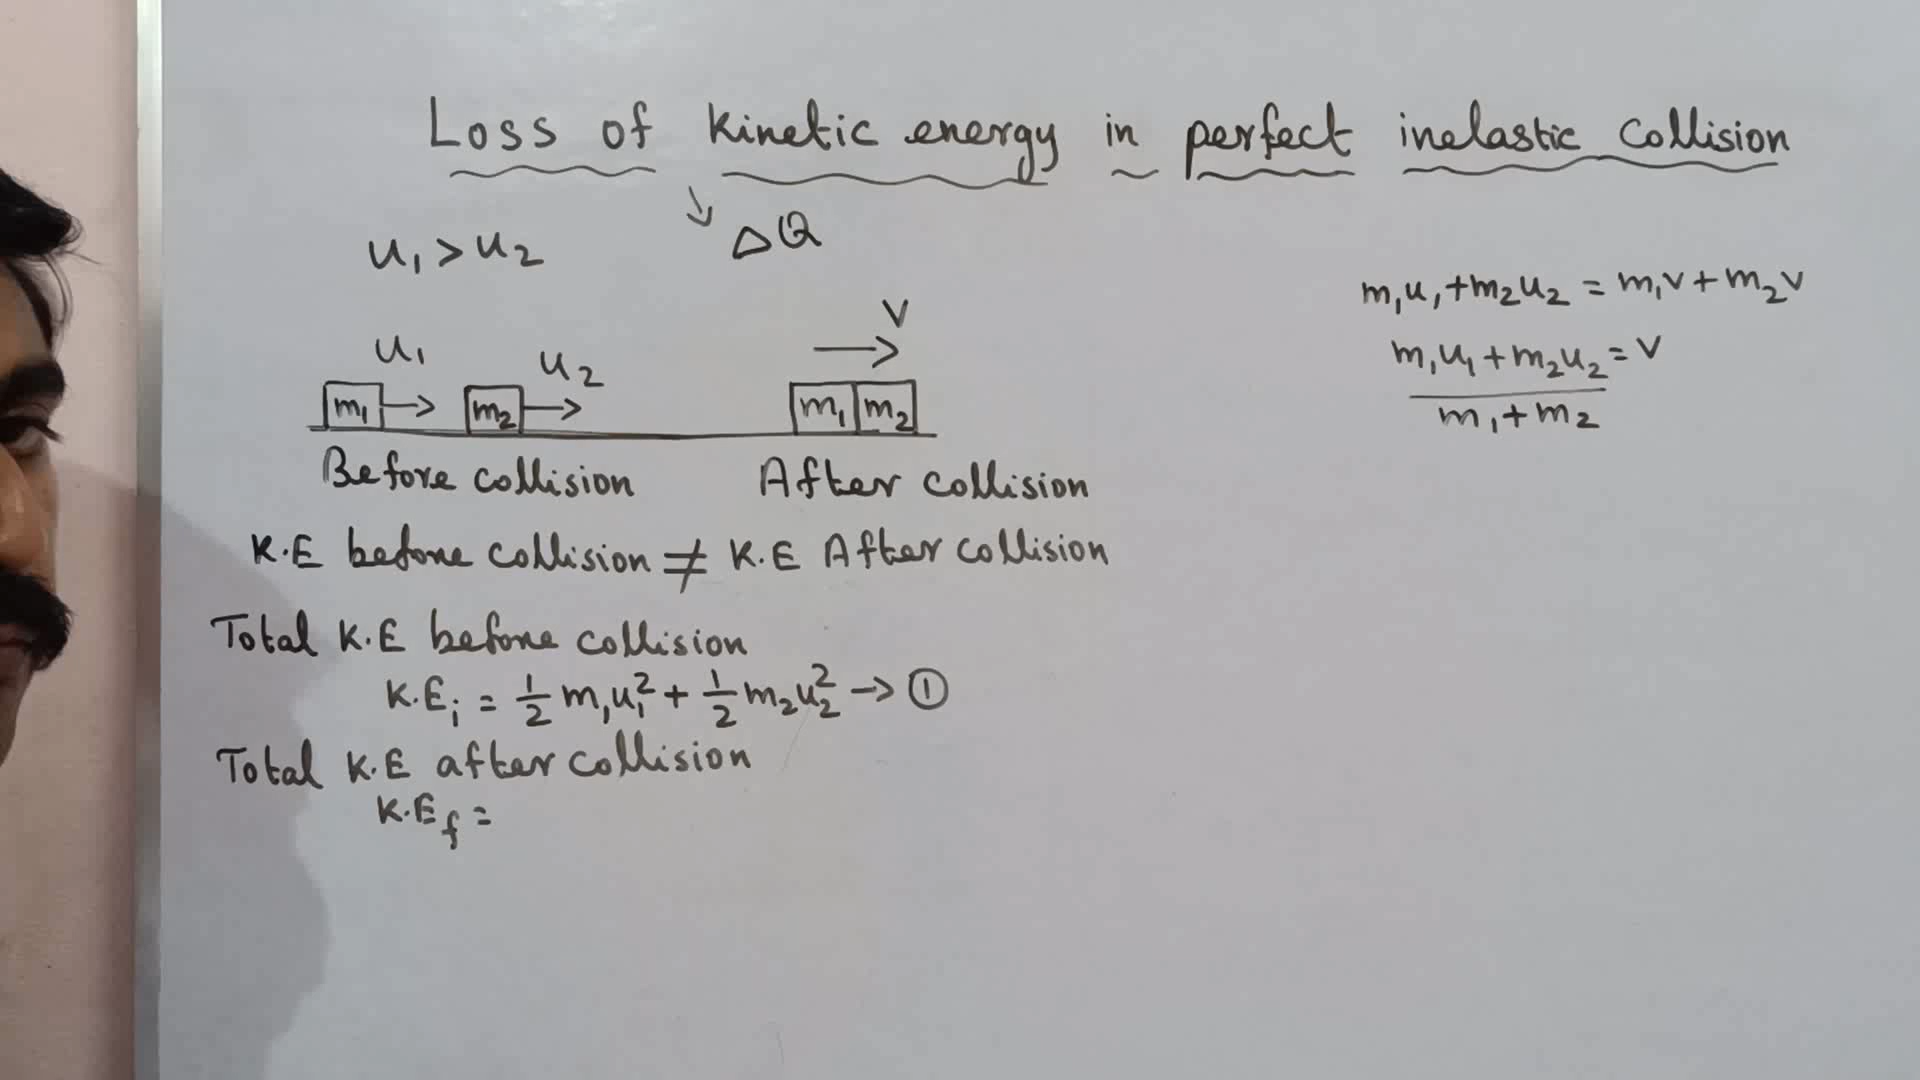 Loss of kinetic energy in perfect inelastic collision
↘ ΔQ
u₁ > u₂
m₁u₁ + m₂u₂ = m₁v + m₂v
m₁u₁ + m₂u₂ = v
m₁ + m₂
v
u₁ u₂
m₁ → m₂ → m₁ m₂
Before collision After collision
K.E before collision ≠ K.E After collision
Total K.E before collision
K.Eᵢ = ½ m₁u₁² + ½ m₂u₂² → ①
Total K.E after collision
K.E_f =